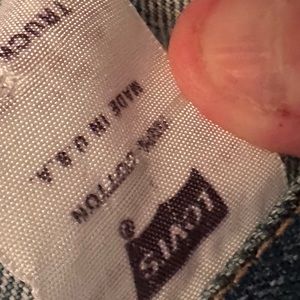 Levi's ®
100% COTTON
MADE IN U.S.A.